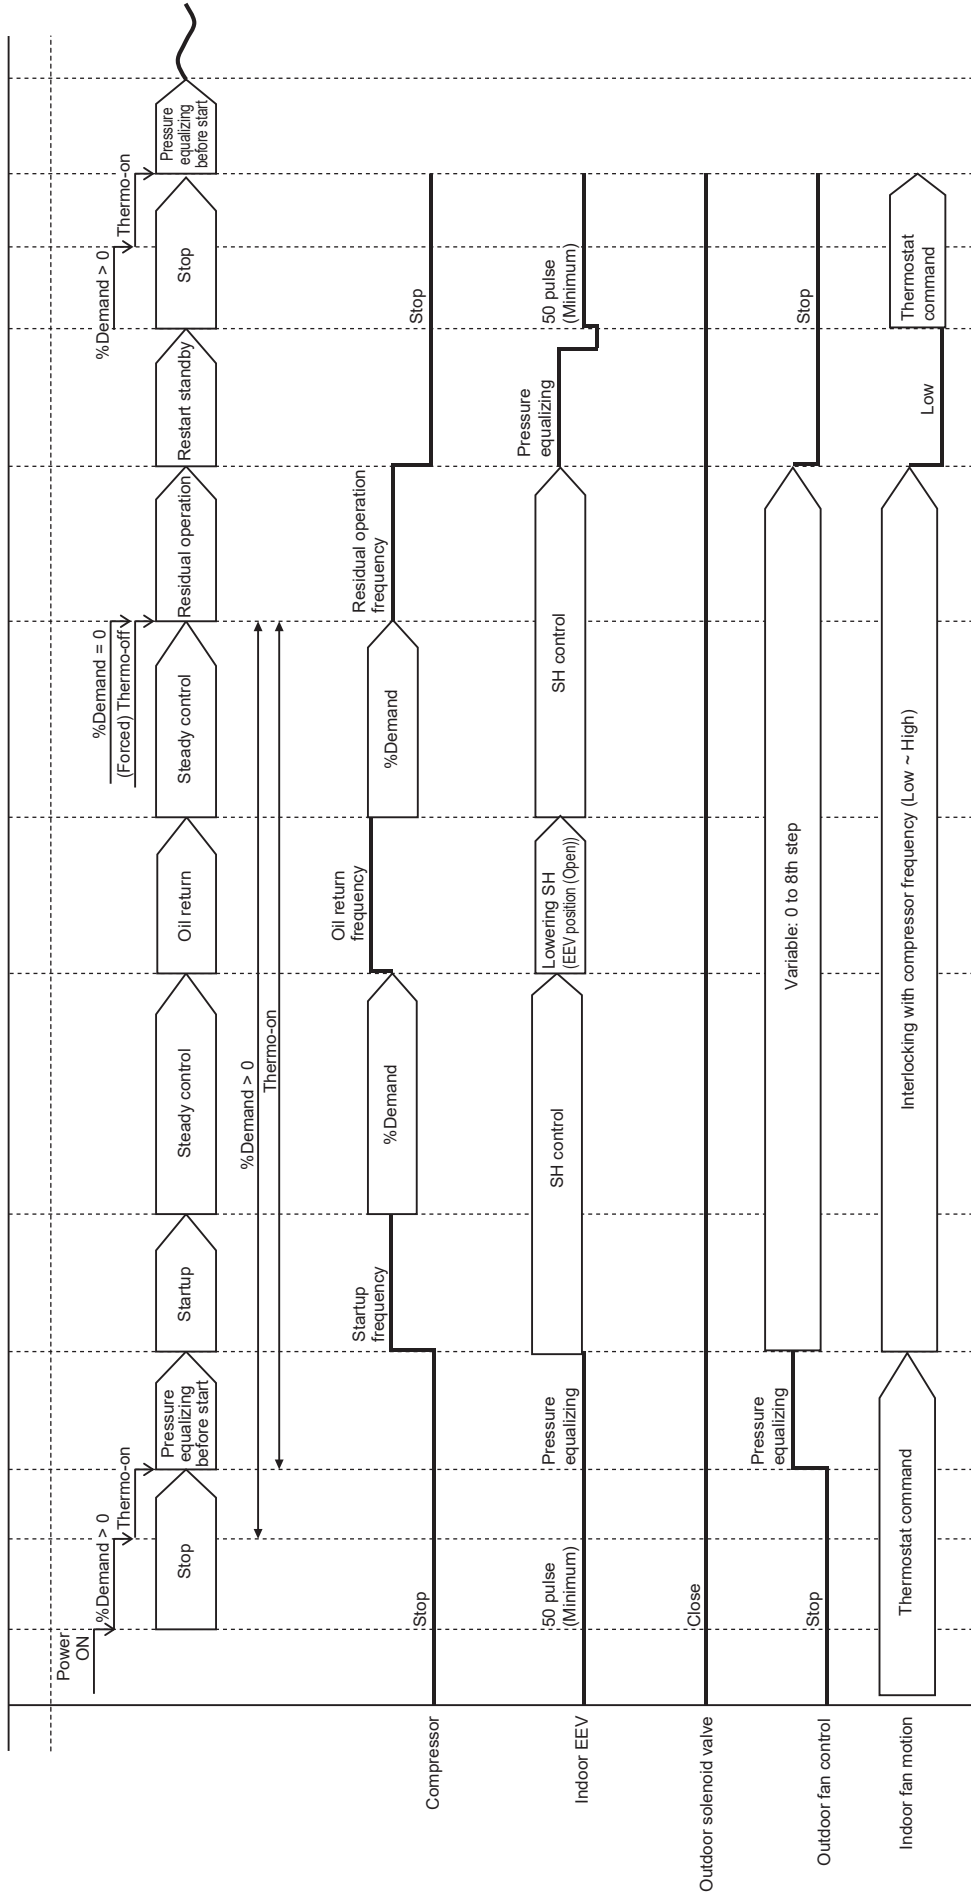 Power
ON
%Demand > 0
Thermo-on
%Demand = 0
(Forced) Thermo-off
%Demand > 0
Thermo-on
Stop
Pressure
equalizing
before start
Startup
Steady control
Oil return
Steady control
Residual operation
Restart standby
Stop
Pressure
equalizing
before start
%Demand > 0
Thermo-on
Compressor
Stop
Startup
frequency
%Demand
Oil return
frequency
%Demand
Residual operation
frequency
Stop
Indoor EEV
50 pulse
(Minimum)
Pressure
equalizing
SH control
Lowering SH
(EEV position (Open))
SH control
Pressure
equalizing
50 pulse
(Minimum)
Outdoor solenoid valve
Close
Outdoor fan control
Stop
Pressure
equalizing
Variable: 0 to 8th step
Stop
Indoor fan motion
Thermostat command
Interlocking with compressor frequency (Low ~ High)
Low
Thermostat
command